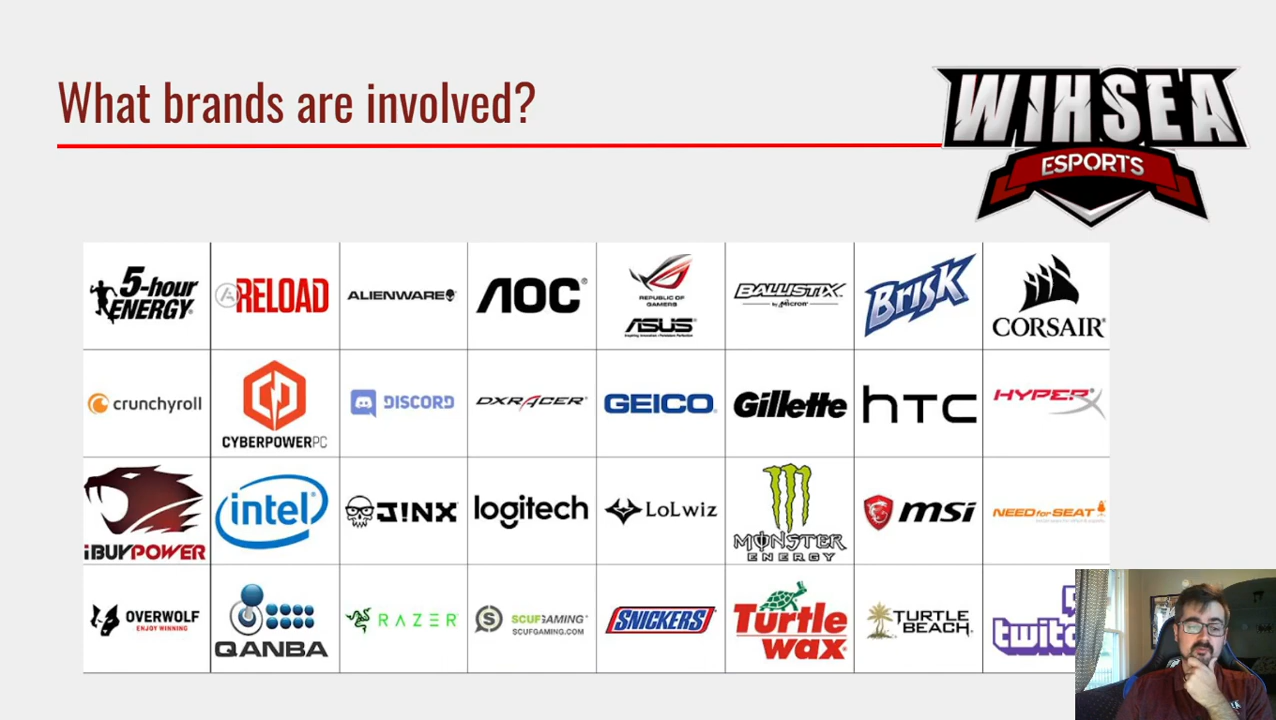 What brands are involved?
WIHSEA
ESPORTS
5-hour
ENERGY
RELOAD
ALIENWARE
AOC
REPUBLIC OF
GAMERS
ASUS
BALLISTIX
by Micron
BRISK
CORSAIR
crunchyroll
CYBERPOWERPC
DISCORD
DXRACER
GEICO
Gillette
hTC
HYPERX
iBUYPOWER
intel
J!NX
logitech
LoLwiz
MONSTER
ENERGY
msi
NEED for SEAT
OVERWOLF
ENJOY WINNING
QANBA
RAZER
SCUFGAMING
SCUFGAMING.COM
SNICKERS
Turtle
wax
TURTLE
BEACH